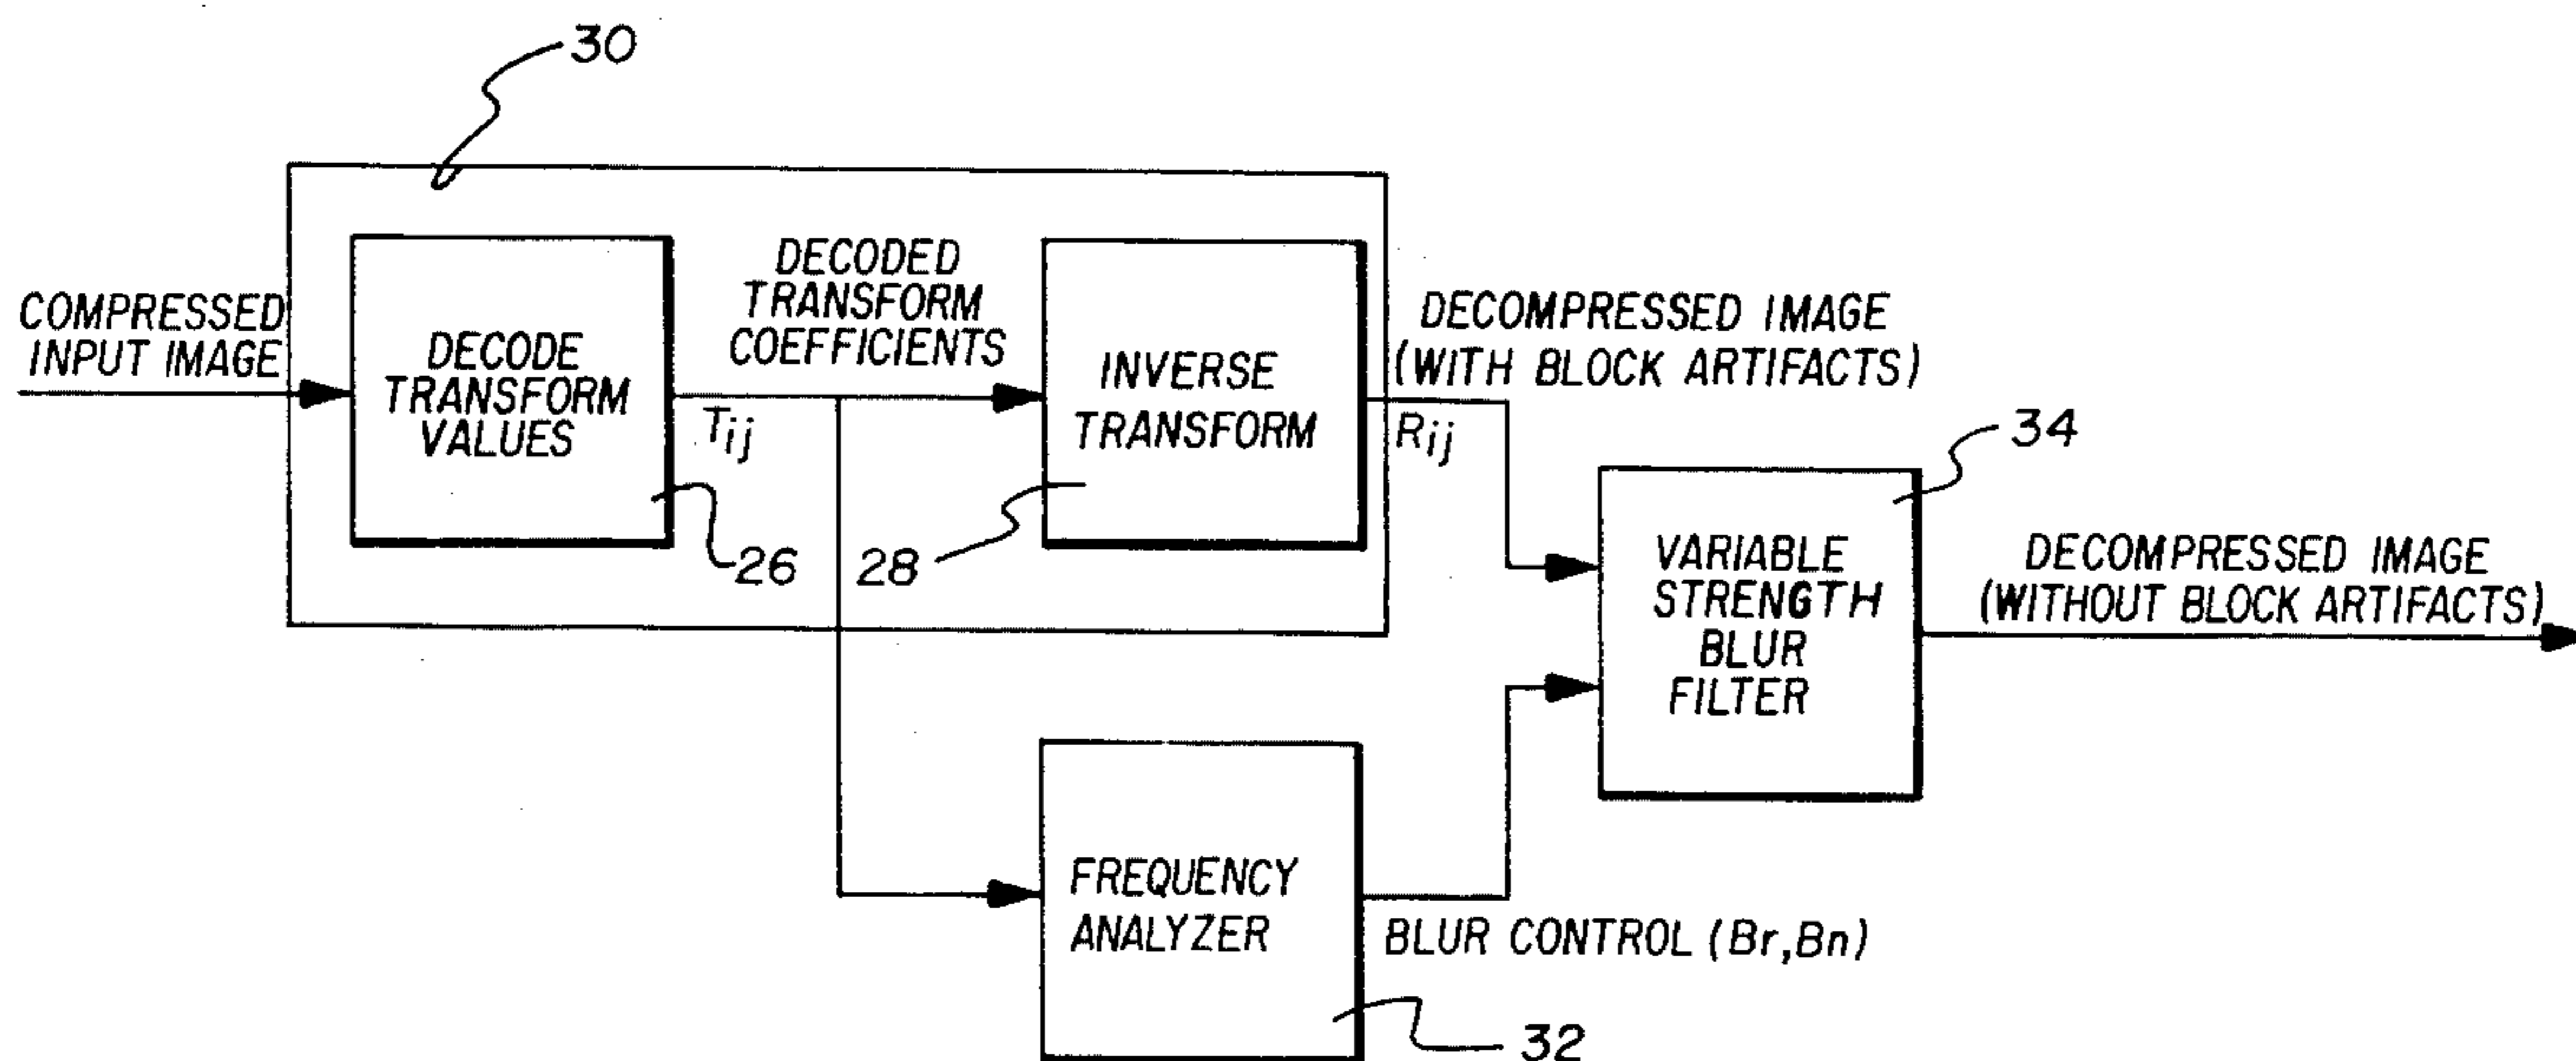 30
COMPRESSED
INPUT IMAGE
DECODE
TRANSFORM
VALUES
26
DECODED
TRANSFORM
COEFFICIENTS
Tij
INVERSE
TRANSFORM
28
DECOMPRESSED IMAGE
(WITH BLOCK ARTIFACTS)
Rij
34
VARIABLE
STRENGTH
BLUR
FILTER
DECOMPRESSED IMAGE
(WITHOUT BLOCK ARTIFACTS)
FREQUENCY
ANALYZER
BLUR CONTROL (Br,Bn)
32